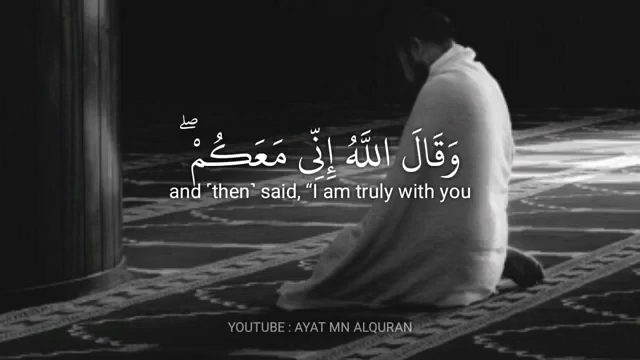 وَقَالَ اللَّهُ إِنِّي مَعَكُمْ ۖ
and ˹then˺ said, “I am truly with you
YOUTUBE : AYAT MN ALQURAN